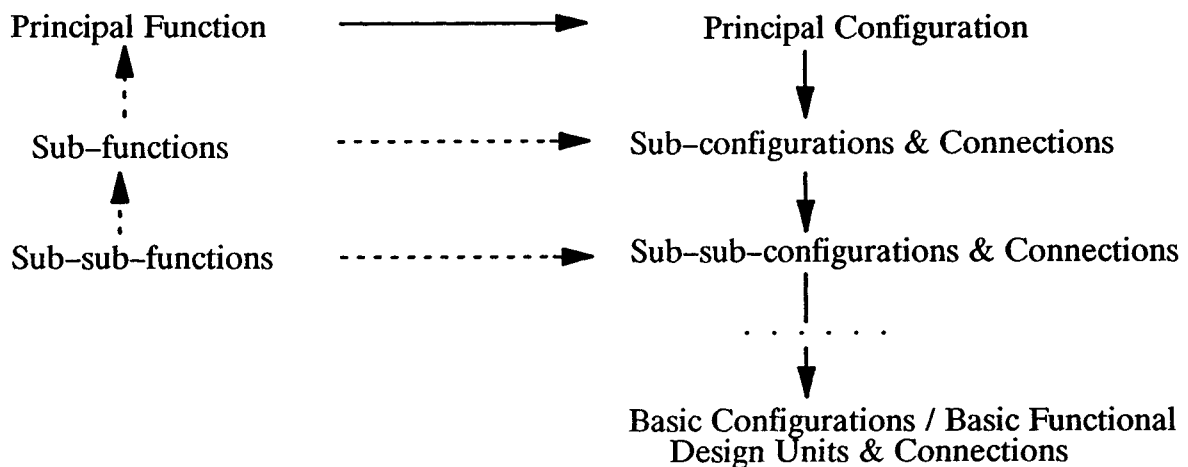 Principal Function
Principal Configuration
Sub–functions
Sub–configurations & Connections
Sub–sub–functions
Sub–sub–configurations & Connections
. . . . . .
Basic Configurations / Basic Functional
Design Units & Connections